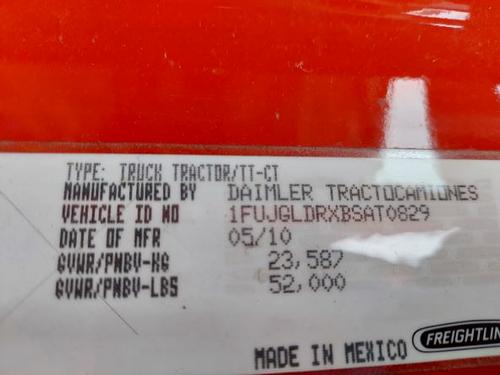 TYPE: TRUCK TRACTOR/TT-CT
MANUFACTURED BY DAIMLER TRACTOCAMIONES
VEHICLE ID NO 1FUJGLDRXBSAT0829
DATE OF MFR 05/10
GVWR/PNBV-KG 23,587
GVWR/PNBV-LBS 52,000
MADE IN MEXICO FREIGHTLIN